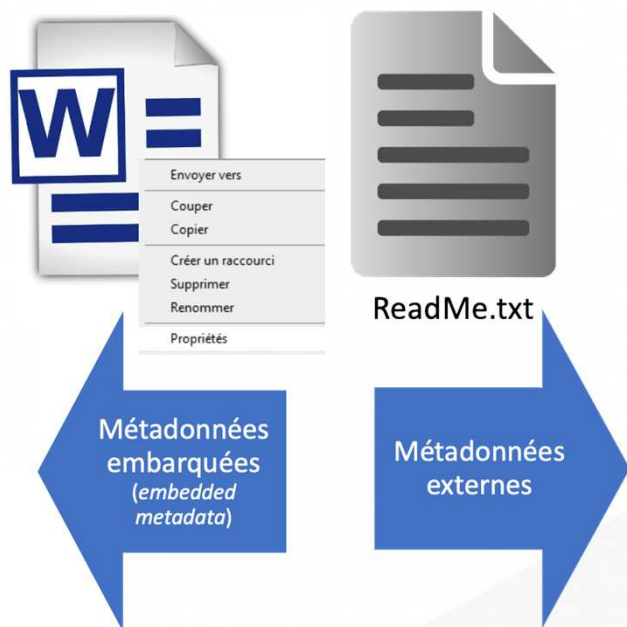 W
Envoyer vers
Couper
Copier
Créer un raccourci
Supprimer
Renommer
Propriétés
ReadMe.txt
Métadonnées
embarquées
(embedded
metadata)
Métadonnées
externes